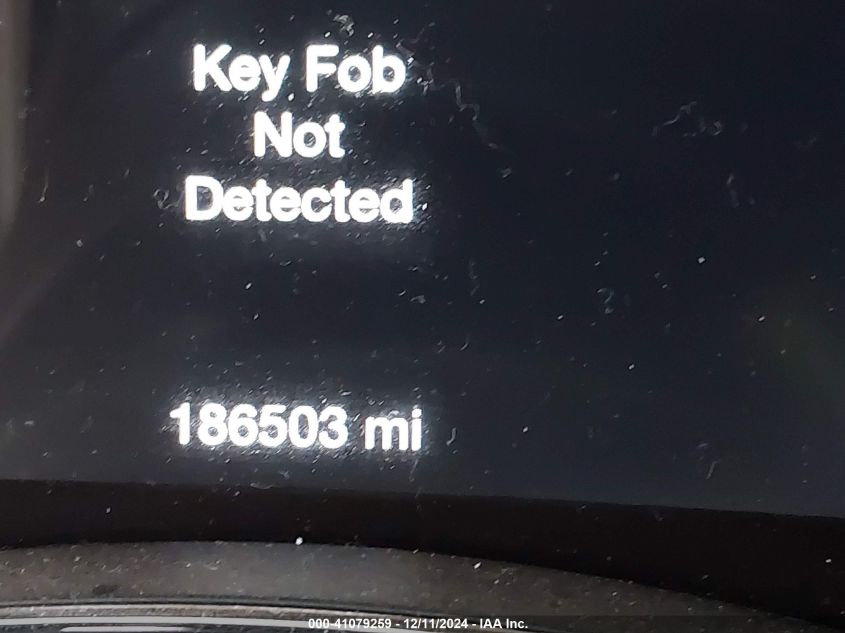 Key Fob
Not
Detected
186503 mi
000-41079259 - 12/11/2024 - IAA Inc.